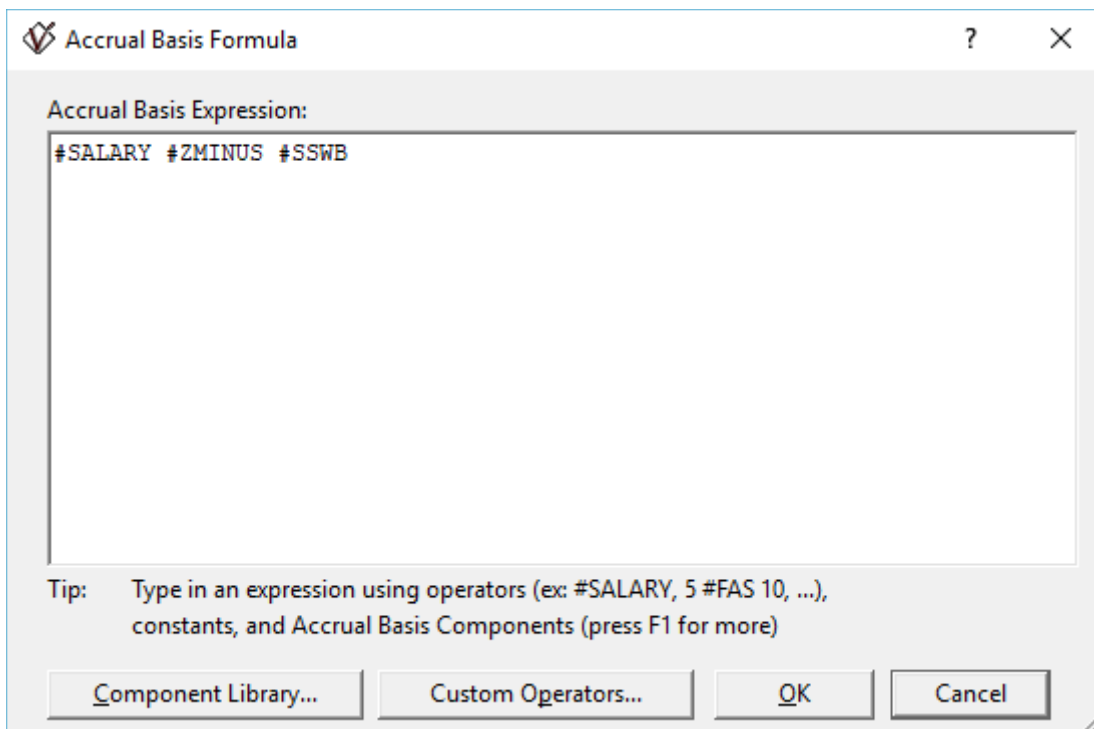 Accrual Basis Formula ?
Accrual Basis Expression:
#SALARY #ZMINUS #SSWB
Tip: Type in an expression using operators (ex: #SALARY, 5 #FAS 10, ...),
constants, and Accrual Basis Components (press F1 for more)
Component Library... Custom Operators... OK Cancel